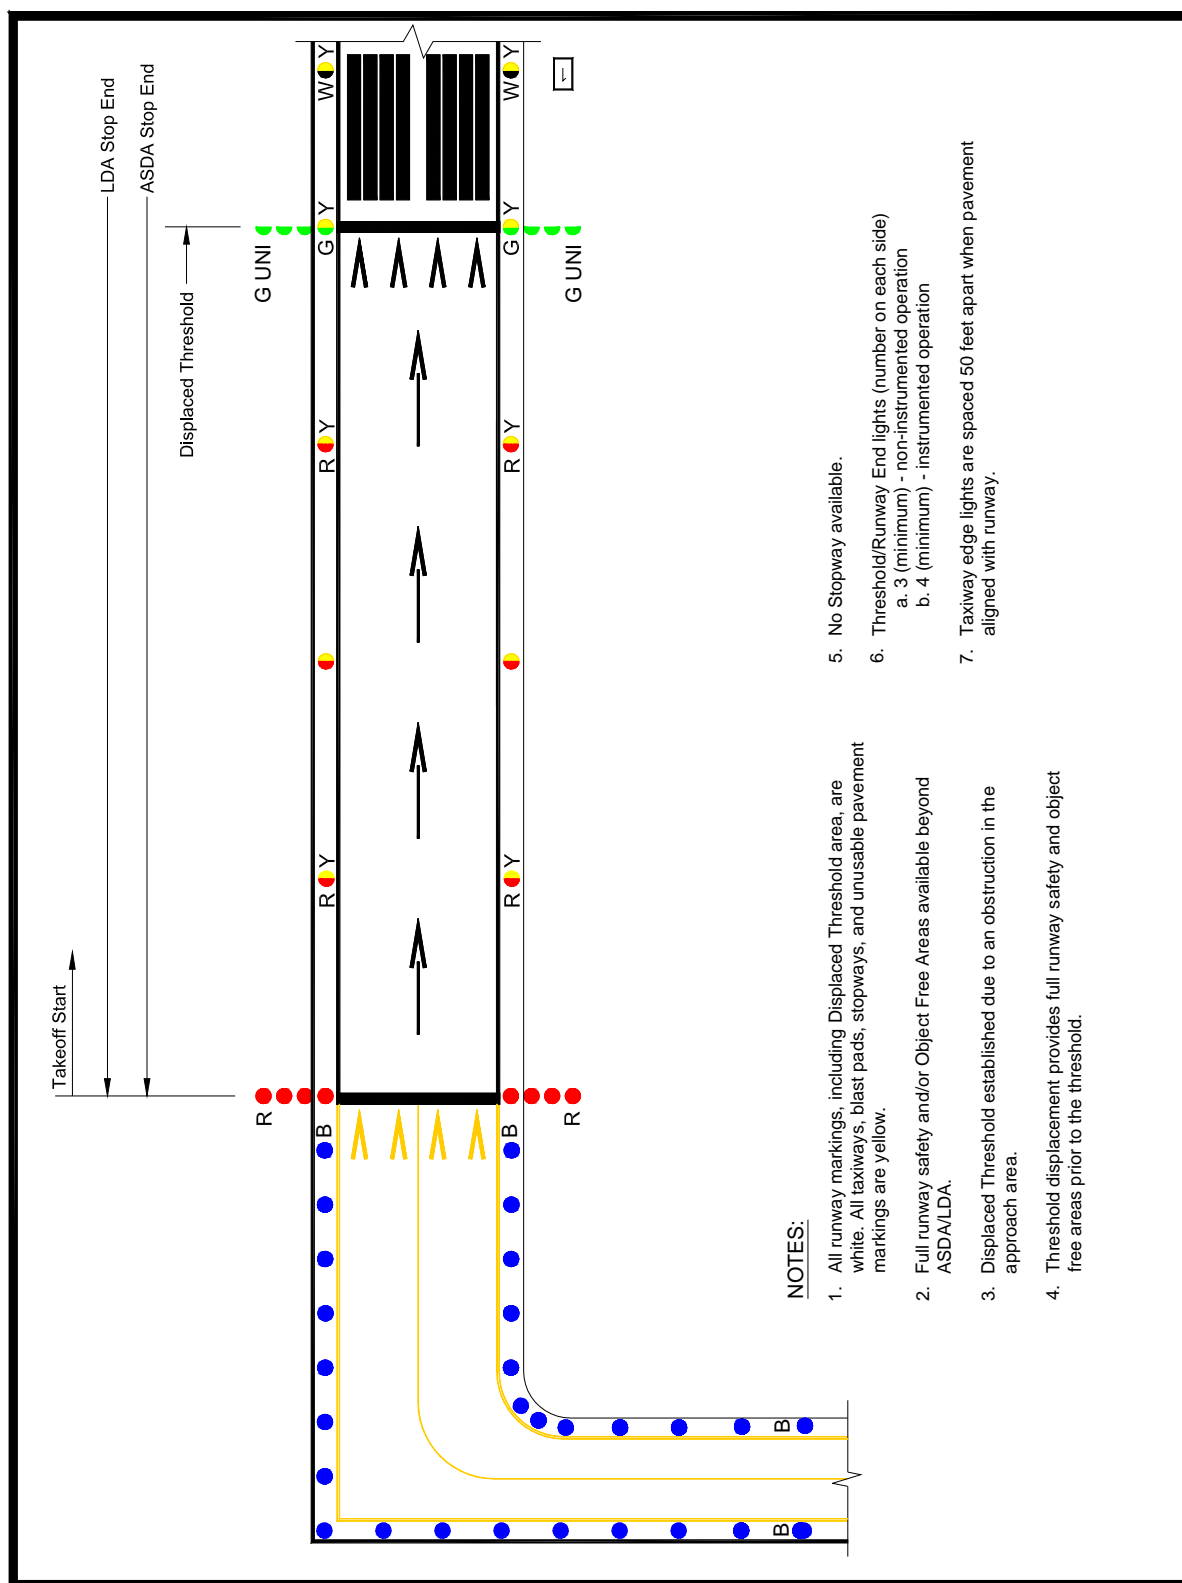 Takeoff Start
LDA Stop End
ASDA Stop End
Displaced Threshold
R
G UNI
B
R Y
R Y
G Y
W Y
B
R Y
R Y
G Y
W Y
R
G UNI
1
B
B
NOTES:
1. All runway markings, including Displaced Threshold area, are
white. All taxiways, blast pads, stopways, and unusable pavement
markings are yellow.
2. Full runway safety and/or Object Free Areas available beyond
ASDA/LDA.
3. Displaced Threshold established due to an obstruction in the
approach area.
4. Threshold displacement provides full runway safety and object
free areas prior to the threshold.
5. No Stopway available.
6. Threshold/Runway End lights (number on each side)
a. 3 (minimum) - non-instrumented operation
b. 4 (minimum) - instrumented operation
7. Taxiway edge lights are spaced 50 feet apart when pavement
aligned with runway.